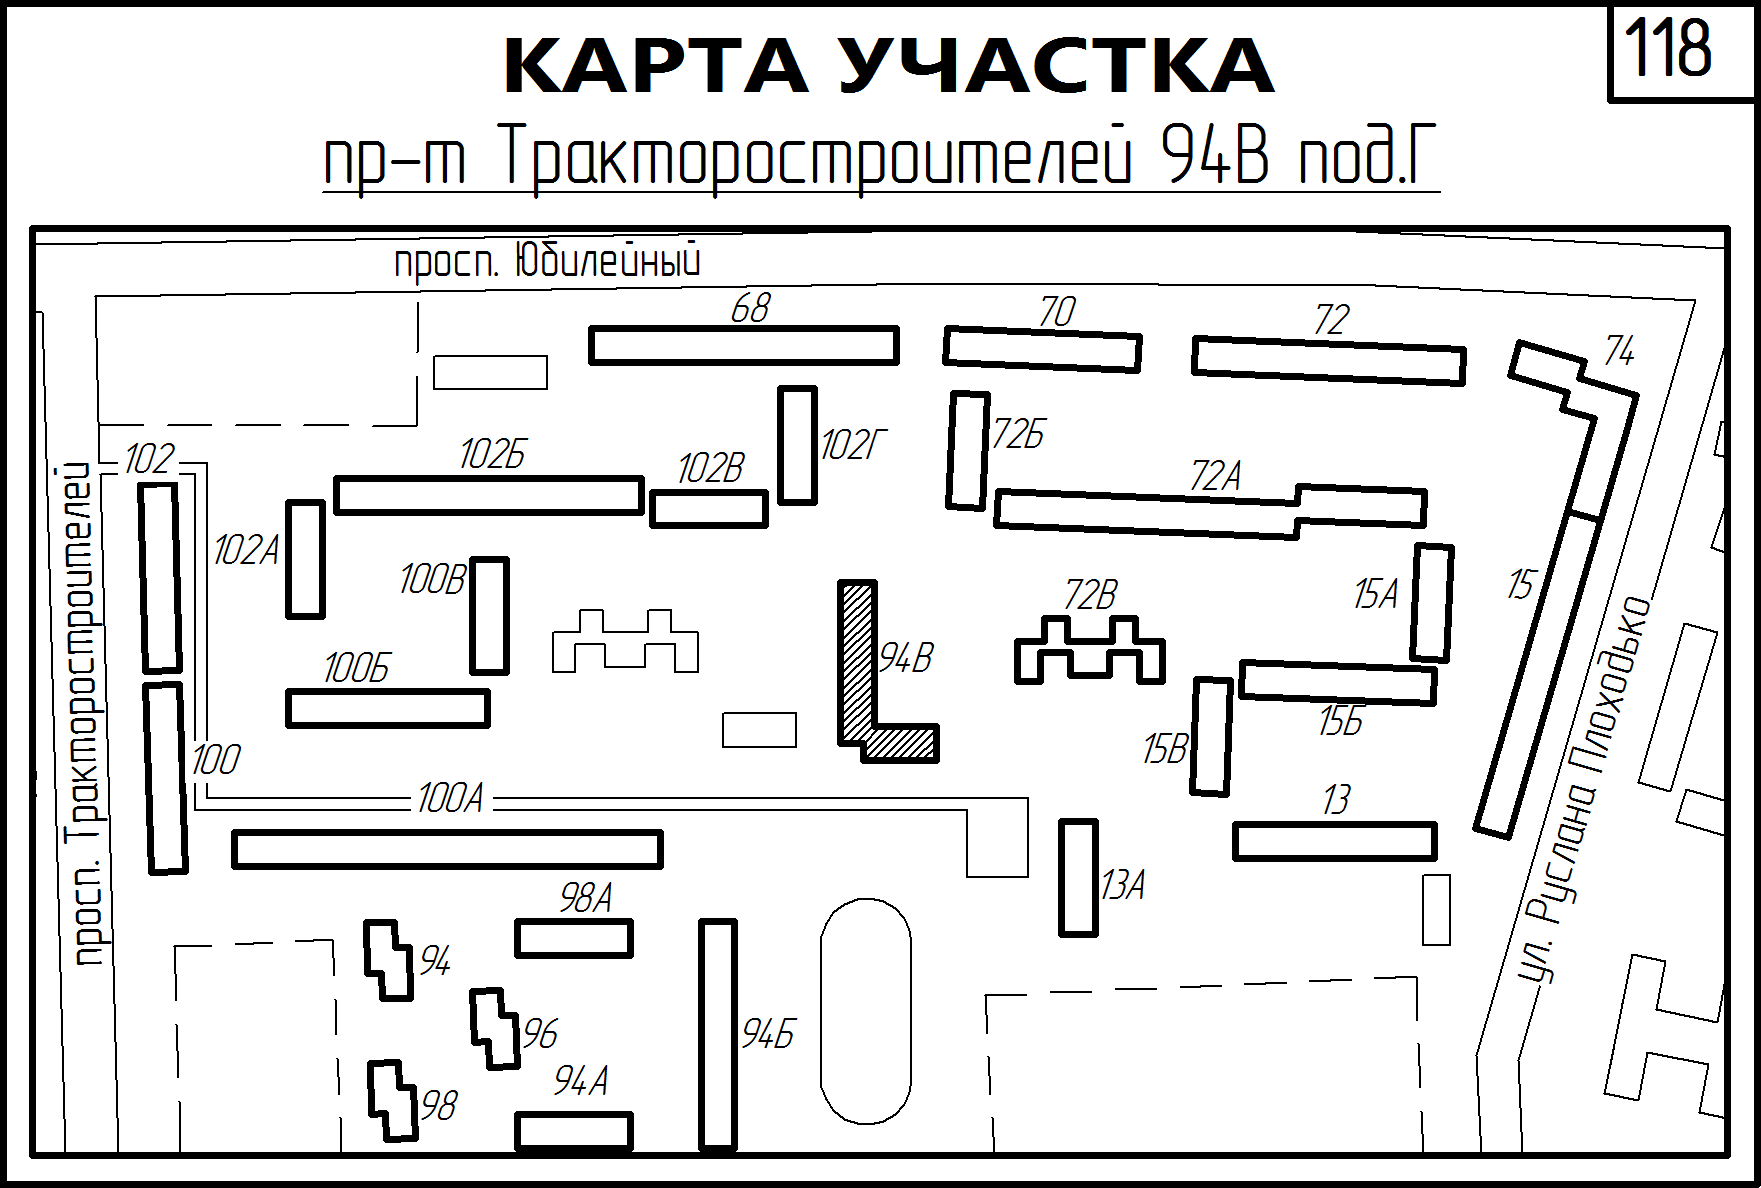 118
КАРТА УЧАСТКА
пр-т Тракторостроителей 94В под.Г
просп. Юбилейный
68
70
72
74
102
102Б
102В
102Г
72Б
72А
102А
100В
72В
15А
15
100Б
94В
15Б
15В
100
100А
13
13А
98А
94
96
94Б
94А
98
просп. Тракторостроителей
ул. Руслана Плоходько